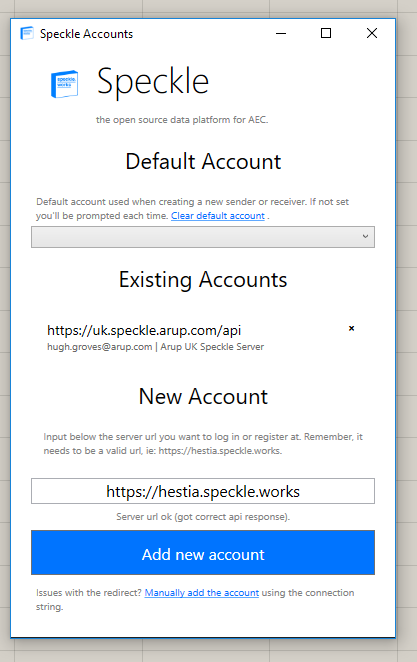 Speckle Accounts
speckle.
works
Speckle
the open source data platform for AEC.
Default Account
Default account used when creating a new sender or receiver. If not set
you'll be prompted each time. Clear default account .
Existing Accounts
https://uk.speckle.arup.com/api
hugh.groves@arup.com | Arup UK Speckle Server
New Account
Input below the server url you want to log in or register at. Remember, it
needs to be a valid url, ie: https://hestia.speckle.works.
https://hestia.speckle.works
Server url ok (got correct api response).
Add new account
Issues with the redirect? Manually add the account using the connection
string.